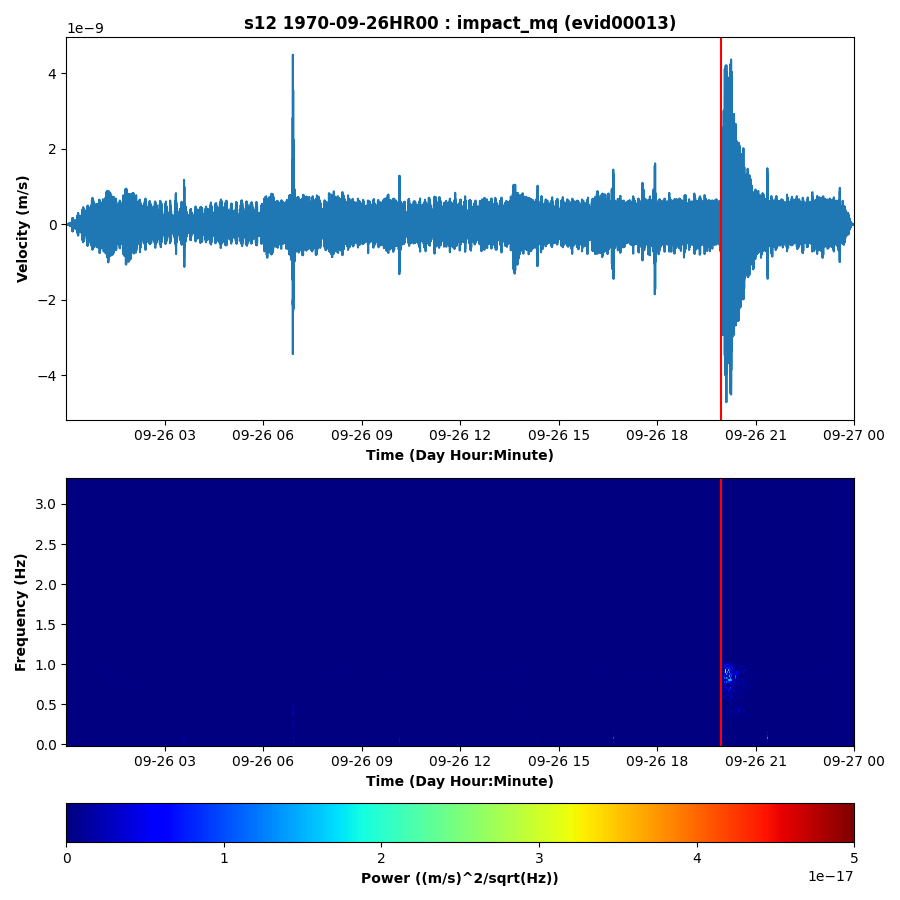 s12 1970-09-26HR00 : impact_mq (evid00013)
1e−9
4
2
0
−2
−4
Velocity (m/s)
09-26 03 09-26 06 09-26 09 09-26 12 09-26 15 09-26 18 09-26 21 09-27 00
Time (Day Hour:Minute)
3.0
2.5
2.0
1.5
1.0
0.5
0.0
Frequency (Hz)
09-26 03 09-26 06 09-26 09 09-26 12 09-26 15 09-26 18 09-26 21 09-27 00
Time (Day Hour:Minute)
0 1 2 3 4 5
1e−17
Power ((m/s)^2/sqrt(Hz))